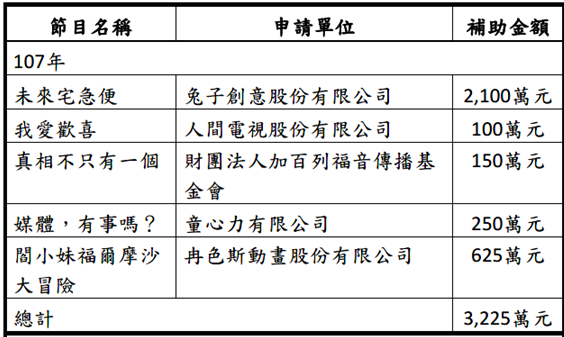 節目名稱 申請單位 補助金額
107年
未來宅急便 兔子創意股份有限公司 2,100萬元
我愛歡喜 人間電視股份有限公司 100萬元
真相不只有一個 財團法人加百列福音傳播基 150萬元
金會
媒體，有事嗎？ 童心力有限公司 250萬元
閻小妹福爾摩沙 冉色斯動畫股份有限公司 625萬元
大冒險
總計 3,225萬元